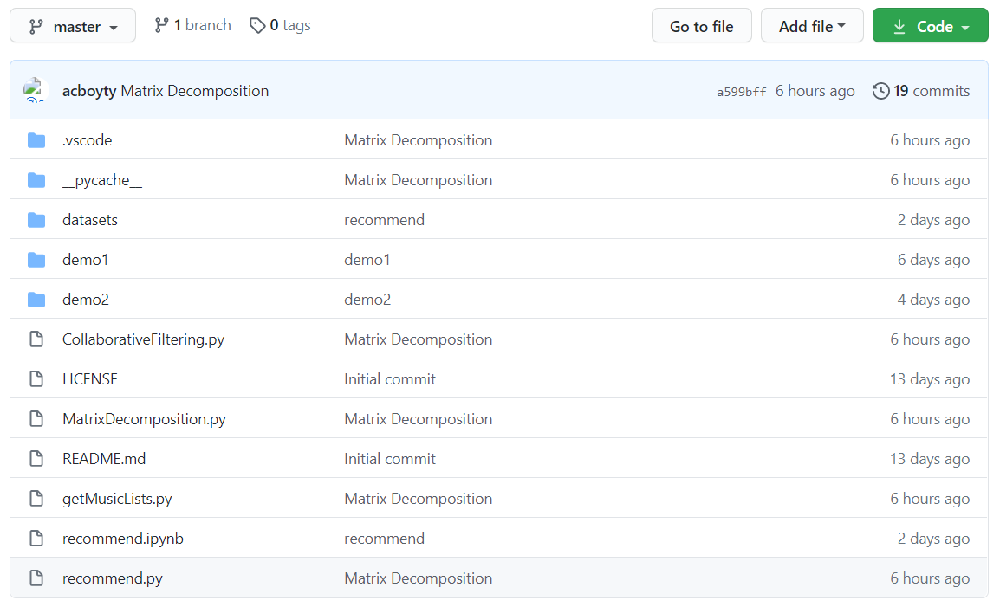 master 1 branch 0 tags Go to file Add file Code
acboyty Matrix Decomposition a599bff 6 hours ago 19 commits
.vscode Matrix Decomposition 6 hours ago
__pycache__ Matrix Decomposition 6 hours ago
datasets recommend 2 days ago
demo1 demo1 6 days ago
demo2 demo2 4 days ago
CollaborativeFiltering.py Matrix Decomposition 6 hours ago
LICENSE Initial commit 13 days ago
MatrixDecomposition.py Matrix Decomposition 6 hours ago
README.md Initial commit 13 days ago
getMusicLists.py Matrix Decomposition 6 hours ago
recommend.ipynb recommend 2 days ago
recommend.py Matrix Decomposition 6 hours ago